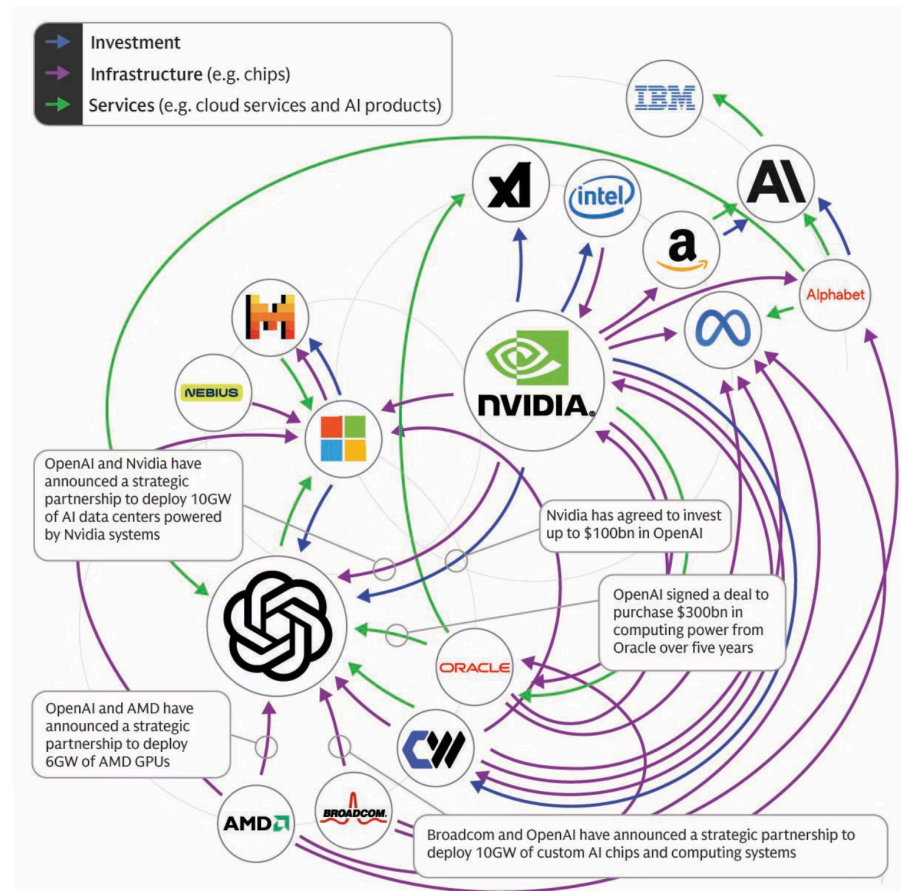 Investment
Infrastructure (e.g. chips)
Services (e.g. cloud services and AI products)
IBM
xI
intel
AI
a
Alphabet
NEBIUS
NVIDIA.
OpenAI and Nvidia have
announced a strategic
partnership to deploy 10GW
of AI data centers powered
by Nvidia systems
Nvidia has agreed to invest
up to $100bn in OpenAI
OpenAI signed a deal to
purchase $300bn in
computing power from
Oracle over five years
ORACLE
OpenAI and AMD have
announced a strategic
partnership to deploy
6GW of AMD GPUs
AMD
BROADCOM.
Broadcom and OpenAI have announced a strategic partnership to
deploy 10GW of custom AI chips and computing systems